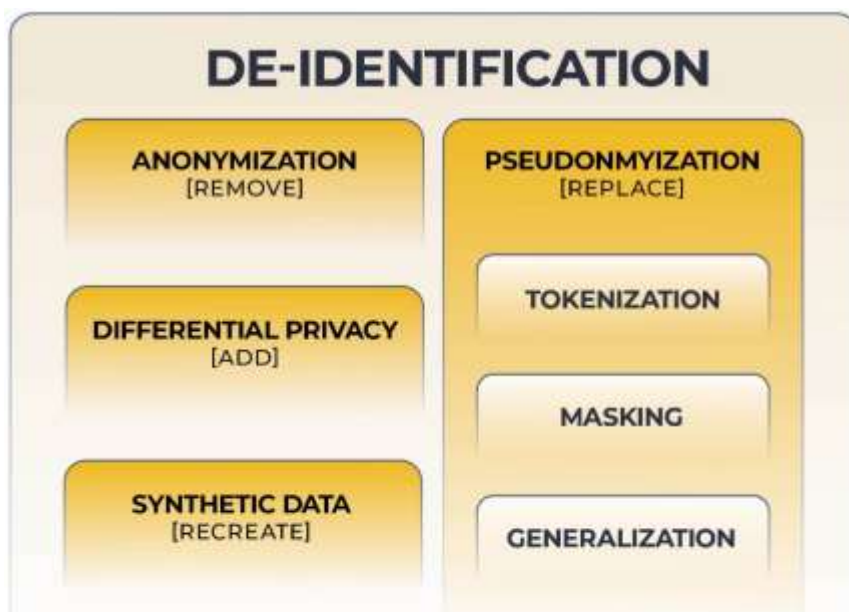 DE-IDENTIFICATION
ANONYMIZATION
[REMOVE]
DIFFERENTIAL PRIVACY
[ADD]
SYNTHETIC DATA
[RECREATE]
PSEUDONMYIZATION
[REPLACE]
TOKENIZATION
MASKING
GENERALIZATION